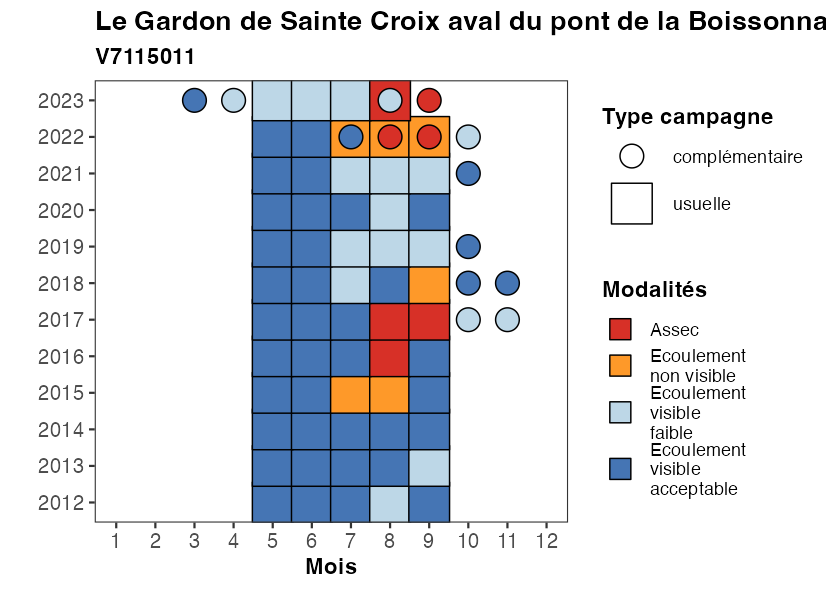 Le Gardon de Sainte Croix aval du pont de la Boissonna
V7115011
2023
2022
2021
2020
2019
2018
2017
2016
2015
2014
2013
2012
1 2 3 4 5 6 7 8 9 10 11 12
Mois
Type campagne
complémentaire
usuelle
Modalités
Assec
Ecoulement
non visible
Ecoulement
visible
faible
Ecoulement
visible
acceptable